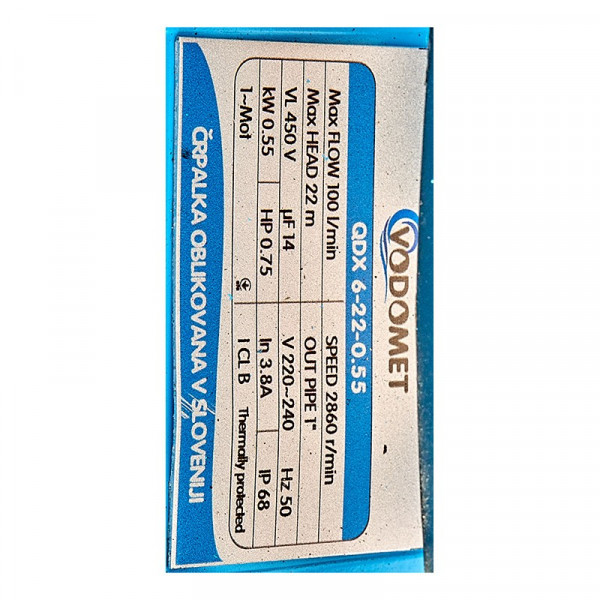 VODOMET
QDX 6-22-0.55
Max FLOW 100 l/min SPEED 2860 r/min
Max HEAD 22 m OUT PIPE 1"
VL 450 V µF 14 V 220~240 Hz 50
kW 0.55 HP 0.75 In 3.8A IP 68
1~Mot I CL B Thermally protected
ČRPALKA OBLIKOVANA V SLOVENIJI